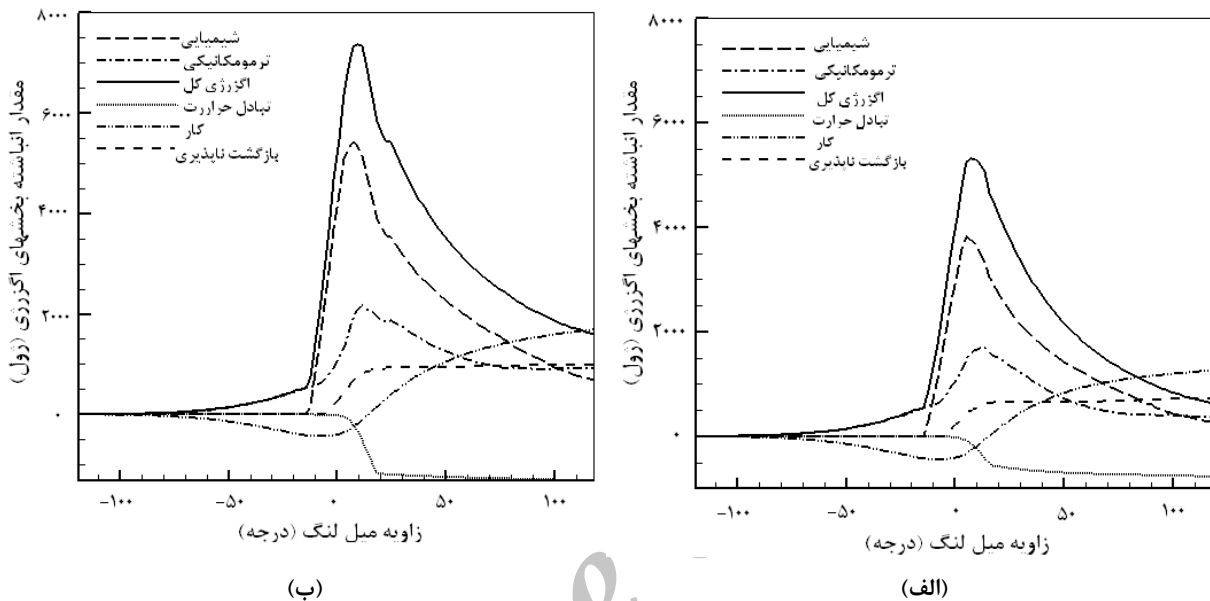 ۸۰۰۰
۶۰۰۰
۴۰۰۰
۲۰۰۰
۰
مقدار انباشته بخشهای اگزرژی (ژول)
شیمیایی
ترمومکانیکی
اگزرژی کل
تبادل حرارت
کار
بازگشت ناپذیری
-۱۰۰
-۵۰
۰
۵۰
۱۰۰
زاویه میل لنگ (درجه)
(الف)
۸۰۰۰
۶۰۰۰
۴۰۰۰
۲۰۰۰
۰
مقدار انباشته بخشهای اگزرژی (ژول)
شیمیایی
ترمومکانیکی
اگزرژی کل
تبادل حراررت
کار
بازگشت ناپذیری
-۱۰۰
-۵۰
۰
۵۰
۱۰۰
زاویه میل لنگ (درجه)
(ب)